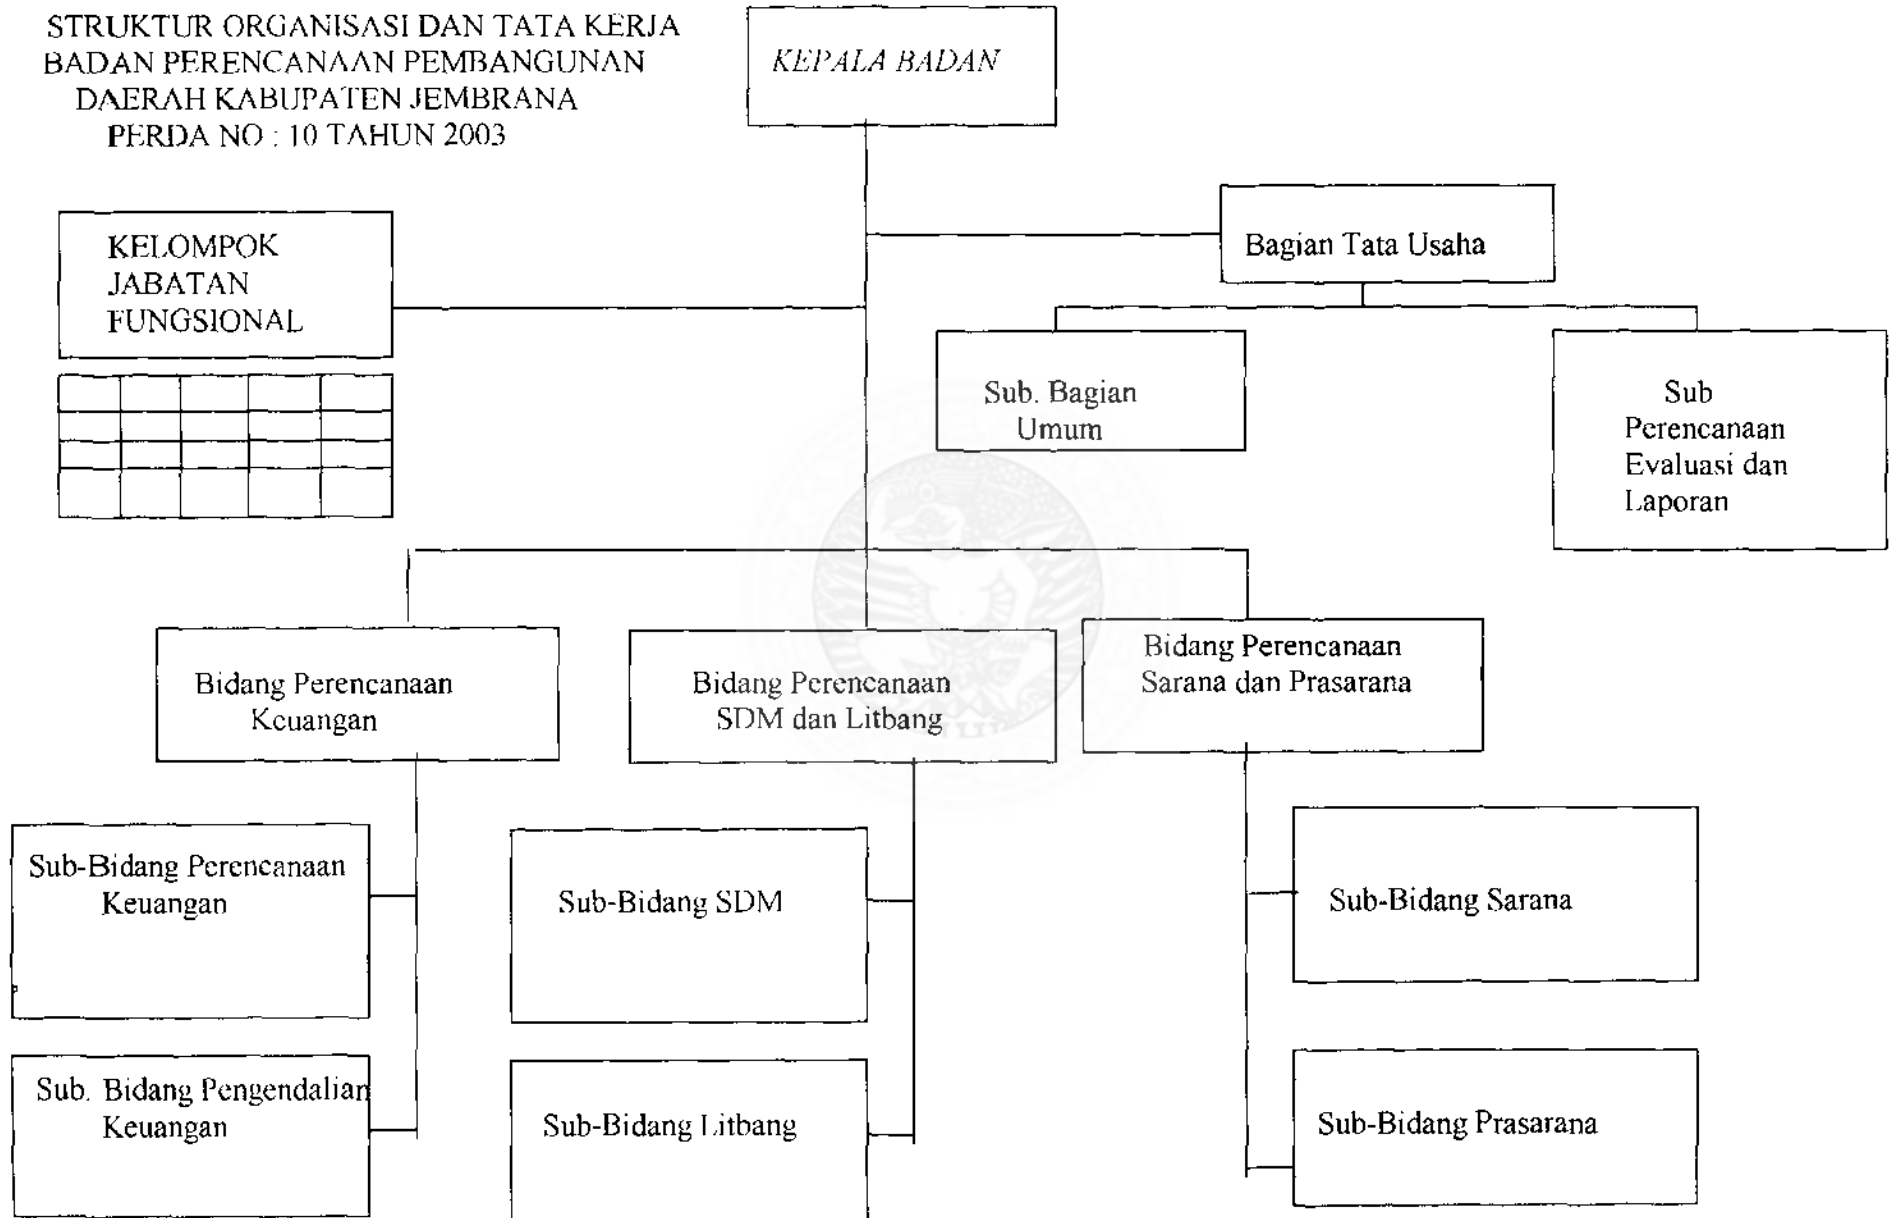 STRUKTUR ORGANISASI DAN TATA KERJA
BADAN PERENCANAAN PEMBANGUNAN
DAERAH KABUPATEN JEMBRANA
PERDA NO : 10 TAHUN 2003
KEPALA BADAN
KELOMPOK
JABATAN
FUNGSIONAL
Bagian Tata Usaha
Sub. Bagian
Umum
Sub
Perencanaan
Evaluasi dan
Laporan
Bidang Perencanaan
Keuangan
Bidang Perencanaan
SDM dan Litbang
Bidang Perencanaan
Sarana dan Prasarana
Sub-Bidang Perencanaan
Keuangan
Sub-Bidang SDM
Sub-Bidang Sarana
Sub. Bidang Pengendalian
Keuangan
Sub-Bidang Litbang
Sub-Bidang Prasarana